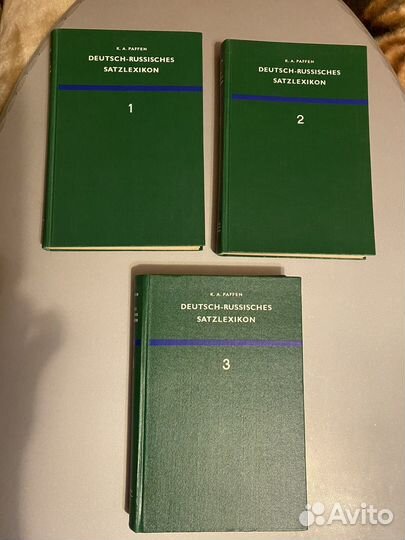 K. A. PAFFEN
DEUTSCH-RUSSISCHES
SATZLEXIKON
1
K. A. PAFFEN
DEUTSCH-RUSSISCHES
SATZLEXIKON
2
K. A. PAFFEN
DEUTSCH-RUSSISCHES
SATZLEXIKON
3
Avito